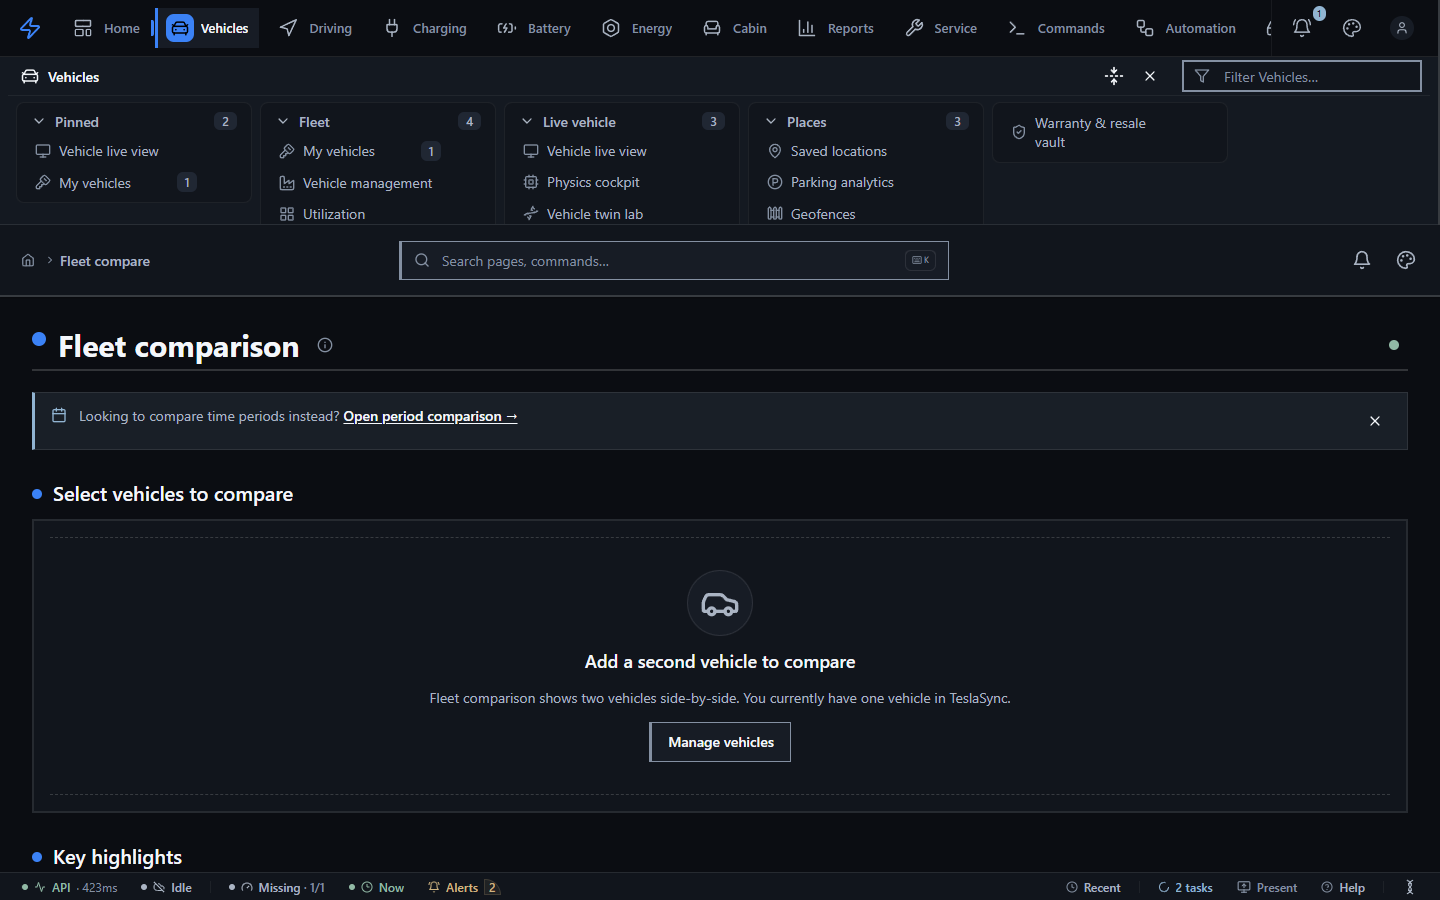 Home
Vehicles
Driving
Charging
Battery
Energy
Cabin
Reports
Service
Commands
Automation
1
Vehicles
Filter Vehicles...
Pinned 2
Vehicle live view
My vehicles 1
Fleet 4
My vehicles 1
Vehicle management
Utilization
Live vehicle 3
Vehicle live view
Physics cockpit
Vehicle twin lab
Places 3
Saved locations
Parking analytics
Geofences
Warranty & resale
vault
Fleet compare
Search pages, commands...
K
Fleet comparison
Looking to compare time periods instead? Open period comparison →
Select vehicles to compare
Add a second vehicle to compare
Fleet comparison shows two vehicles side-by-side. You currently have one vehicle in TeslaSync.
Manage vehicles
Key highlights
API · 423ms
Idle
Missing · 1/1
Now
Alerts 2
Recent
2 tasks
Present
Help